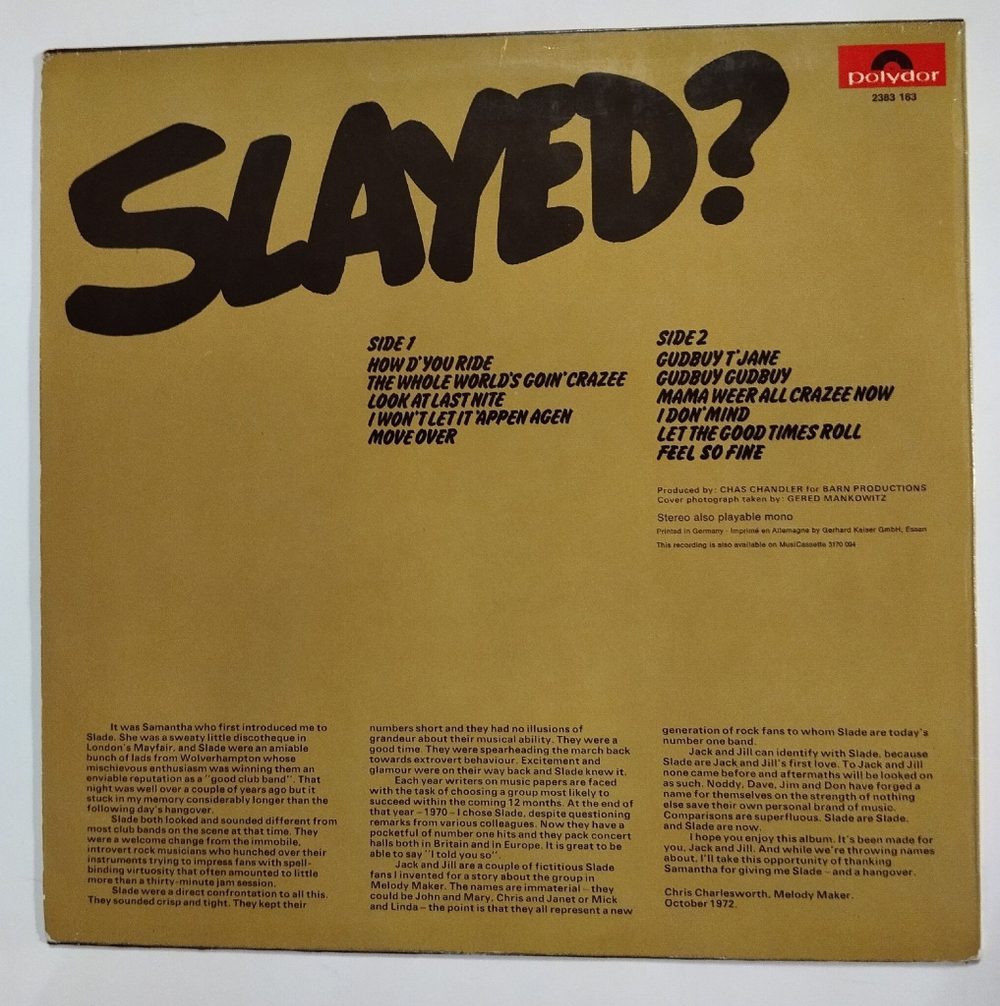 SLAYED?
polydor
2383 163
SIDE 1
HOW D'YOU RIDE
THE WHOLE WORLD'S GOIN' CRAZEE
LOOK AT LAST NITE
I WON'T LET IT 'APPEN AGEN
MOVE OVER
SIDE 2
GUDBUY T'JANE
GUDBUY GUDBUY
MAMA WEER ALL CRAZEE NOW
I DON' MIND
LET THE GOOD TIMES ROLL
FEEL SO FINE
Produced by: CHAS CHANDLER for BARN PRODUCTIONS
Cover photograph taken by: GERED MANKOWITZ
Stereo also playable mono
Printed in Germany - Imprimé en Allemagne by Gerhard Kaiser GmbH, Essen
This recording is also available on MusiCassette 3170 094
It was Samantha who first introduced me to
Slade. She was a sweaty little discotheque in
London's Mayfair, and Slade were an amiable
bunch of lads from Wolverhampton whose
mischievous enthusiasm was winning them an
enviable reputation as a "good club band". That
night was well over a couple of years ago but it
stuck in my memory considerably longer than the
following day's hangover.
Slade both looked and sounded different from
most club bands on the scene at that time. They
were a welcome change from the immobile,
introvert rock musicians who hunched over their
instruments trying to impress fans with spell-
binding virtuosity that often amounted to little
more than a thirty-minute jam session.
Slade were a direct confrontation to all this.
They sounded crisp and tight. They kept their
numbers short and they had no illusions of
grandeur about their musical ability. They were a
good time. They were spearheading the march back
towards extrovert behaviour. Excitement and
glamour were on their way back and Slade knew it.
Each year writers on music papers are faced
with the task of choosing a group most likely to
succeed within the coming 12 months. At the end of
that year - 1970 - I chose Slade, despite questioning
remarks from various colleagues. Now they have a
pocketful of number one hits and they pack concert
halls both in Britain and in Europe. It is great to be
able to say "I told you so".
Jack and Jill are a couple of fictitious Slade
fans I invented for a story about the group in
Melody Maker. The names are immaterial - they
could be John and Mary, Chris and Janet or Mick
and Linda - the point is that they all represent a new
generation of rock fans to whom Slade are today's
number one band.
Jack and Jill can identify with Slade, because
Slade are Jack and Jill's first love. To Jack and Jill
none came before and aftermaths will be looked on
as such. Noddy, Dave, Jim and Don have forged a
name for themselves on the strength of nothing
else save their own personal brand of music.
Comparisons are superfluous. Slade are Slade,
and Slade are now.
I hope you enjoy this album. It's been made for
you, Jack and Jill. And while we're throwing names
about, I'll take this opportunity of thanking
Samantha for giving me Slade - and a hangover.
Chris Charlesworth, Melody Maker.
October 1972.